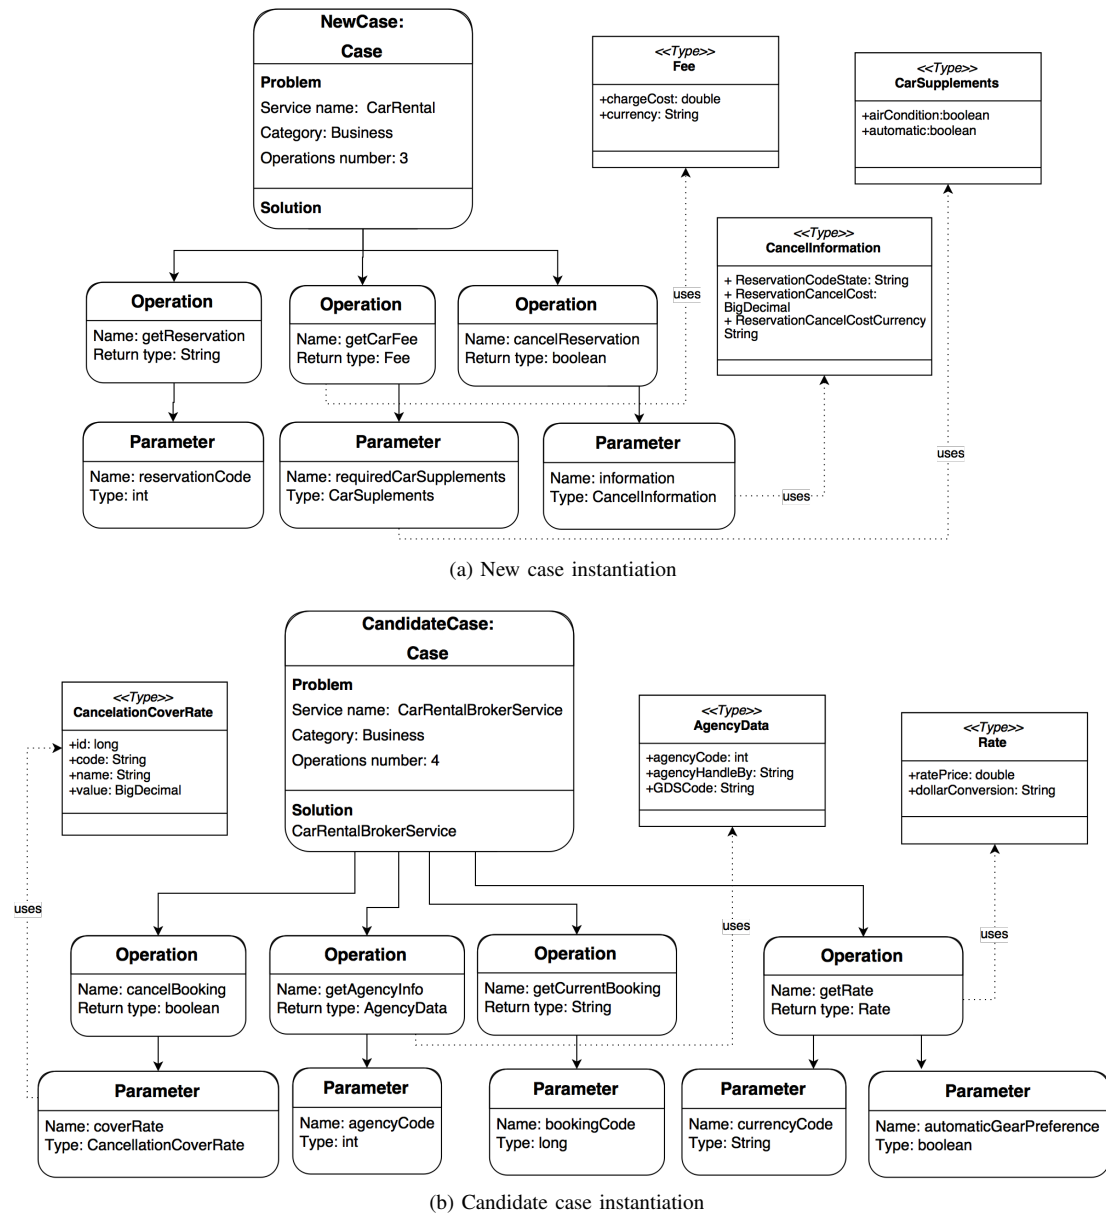 NewCase:
Case
Problem
Service name:  CarRental
Category: Business
Operations number: 3
Solution
<<Type>>
Fee
+chargeCost: double
+currency: String
<<Type>>
CarSupplements
+airCondition:boolean
+automatic:boolean
<<Type>>
CancelInformation
+ ReservationCodeState: String
+ ReservationCancelCost:
BigDecimal
+ ReservationCancelCostCurrency
String
uses
Operation
Name: getReservation
Return type: String
Operation
Name: getCarFee
Return type: Fee
Operation
Name: cancelReservation
Return type: boolean
Parameter
Name: reservationCode
Type: int
Parameter
Name: requiredCarSupplements
Type: CarSuplements
Parameter
Name: information
Type: CancelInformation
uses
uses
(a) New case instantiation
CandidateCase:
Case
Problem
Service name:  CarRentalBrokerService
Category: Business
Operations number: 4
Solution
CarRentalBrokerService
<<Type>>
CancelationCoverRate
+id: long
+code: String
+name: String
+value: BigDecimal
<<Type>>
AgencyData
+agencyCode: int
+agencyHandleBy: String
+GDSCode: String
<<Type>>
Rate
+ratePrice: double
+dollarConversion: String
uses
uses
uses
Operation
Name: cancelBooking
Return type: boolean
Operation
Name: getAgencyInfo
Return type: AgencyData
Operation
Name: getCurrentBooking
Return type: String
Operation
Name: getRate
Return type: Rate
Parameter
Name: coverRate
Type: CancellationCoverRate
Parameter
Name: agencyCode
Type: int
Parameter
Name: bookingCode
Type: long
Parameter
Name: currencyCode
Type: String
Parameter
Name: automaticGearPreference
Type: boolean
(b) Candidate case instantiation